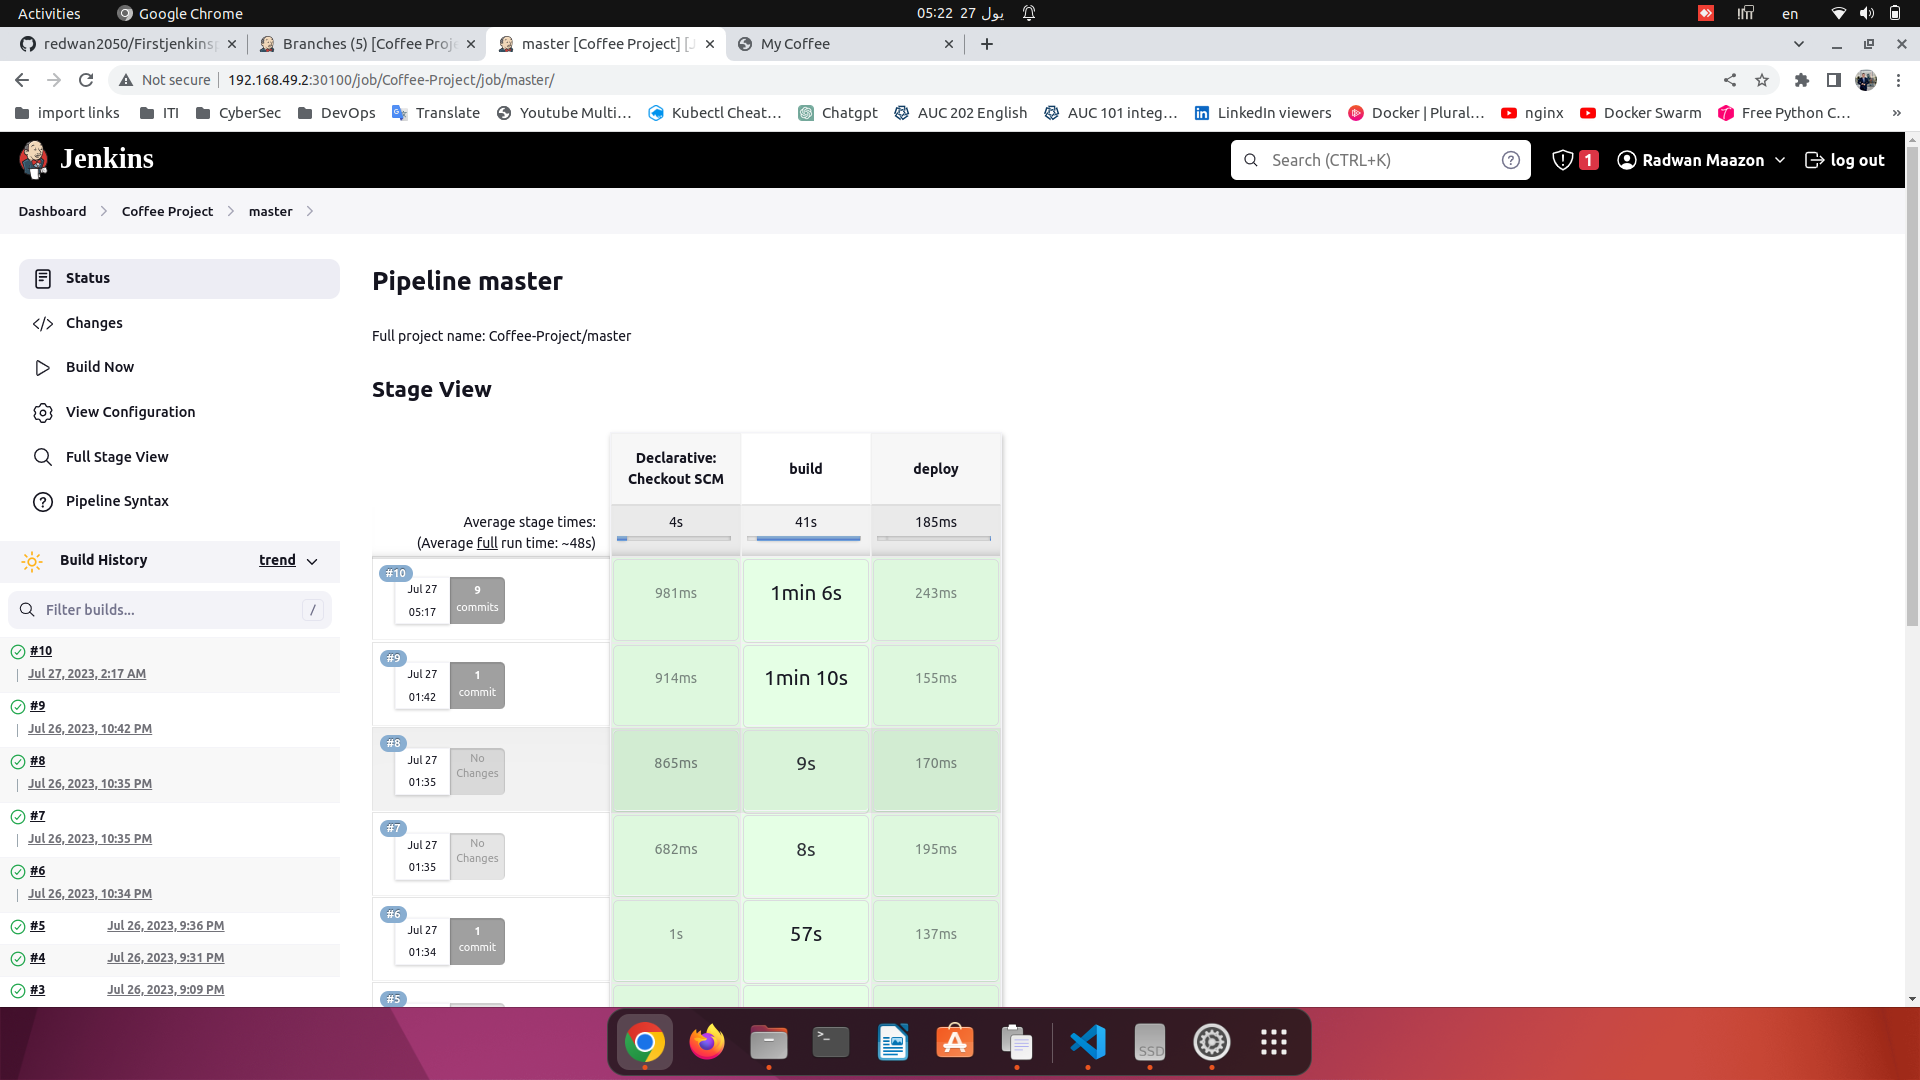 Activities
Google Chrome
05:22 27 يول
en
redwan2050/Firstjenkinsp
Branches (5) [Coffee Proje
master [Coffee Project] [J
My Coffee
Not secure
192.168.49.2:30100/job/Coffee-Project/job/master/
import links
ITI
CyberSec
DevOps
Translate
Youtube Multi…
Kubectl Cheat…
Chatgpt
AUC 202 English
AUC 101 integ…
LinkedIn viewers
Docker | Plural…
nginx
Docker Swarm
Free Python C…
»
Jenkins
Search (CTRL+K)
1
Radwan Maazon
log out
Dashboard
Coffee Project
master
Status
Changes
Build Now
View Configuration
Full Stage View
Pipeline Syntax
Build History
trend
Filter builds...
/
#10
Jul 27, 2023, 2:17 AM
#9
Jul 26, 2023, 10:42 PM
#8
Jul 26, 2023, 10:35 PM
#7
Jul 26, 2023, 10:35 PM
#6
Jul 26, 2023, 10:34 PM
#5 Jul 26, 2023, 9:36 PM
#4 Jul 26, 2023, 9:31 PM
#3 Jul 26, 2023, 9:09 PM
Pipeline master
Full project name: Coffee-Project/master
Stage View
Declarative:
Checkout SCM
build
deploy
Average stage times:
(Average full run time: ~48s)
4s
41s
185ms
#10
Jul 27
05:17
9
commits
981ms
1min 6s
243ms
#9
Jul 27
01:42
1
commit
914ms
1min 10s
155ms
#8
Jul 27
01:35
No
Changes
865ms
9s
170ms
#7
Jul 27
01:35
No
Changes
682ms
8s
195ms
#6
Jul 27
01:34
1
commit
1s
57s
137ms
#5
SSD